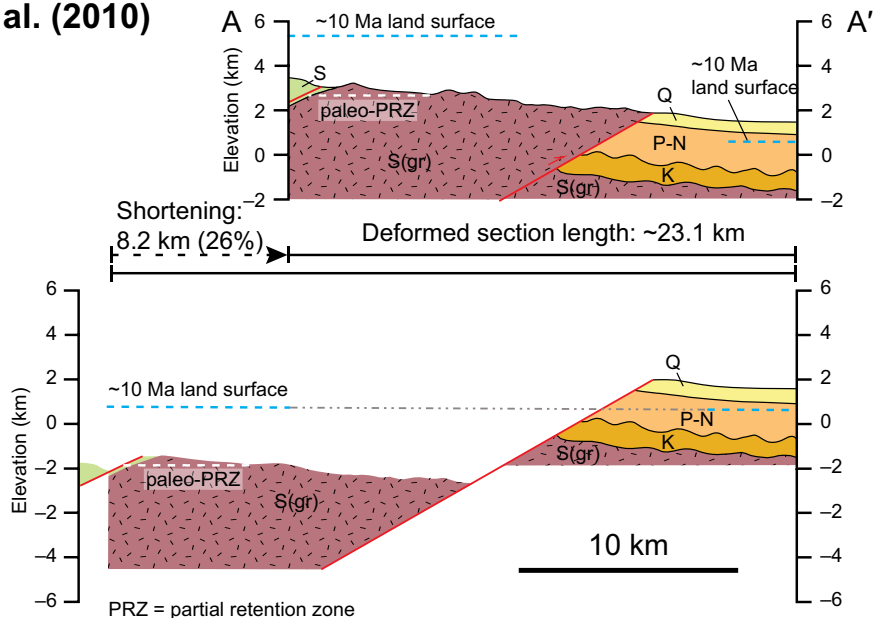 al. (2010)
A
A′
~10 Ma land surface
6
4
2
0
−2
Elevation (km)
S
paleo-PRZ
S(gr)
Q
~10 Ma
land surface
P-N
K
S(gr)
6
4
2
0
−2
Shortening:
8.2 km (26%)
Deformed section length: ~23.1 km
6
4
2
0
−2
−4
−6
Elevation (km)
~10 Ma land surface
paleo-PRZ
S(gr)
Q
P-N
K
S(gr)
10 km
6
4
2
0
−2
−4
−6
PRZ = partial retention zone